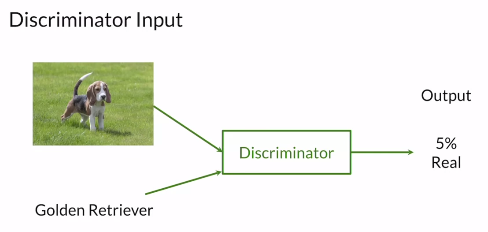 Discriminator Input
Output
Discriminator
5%
Real
Golden Retriever